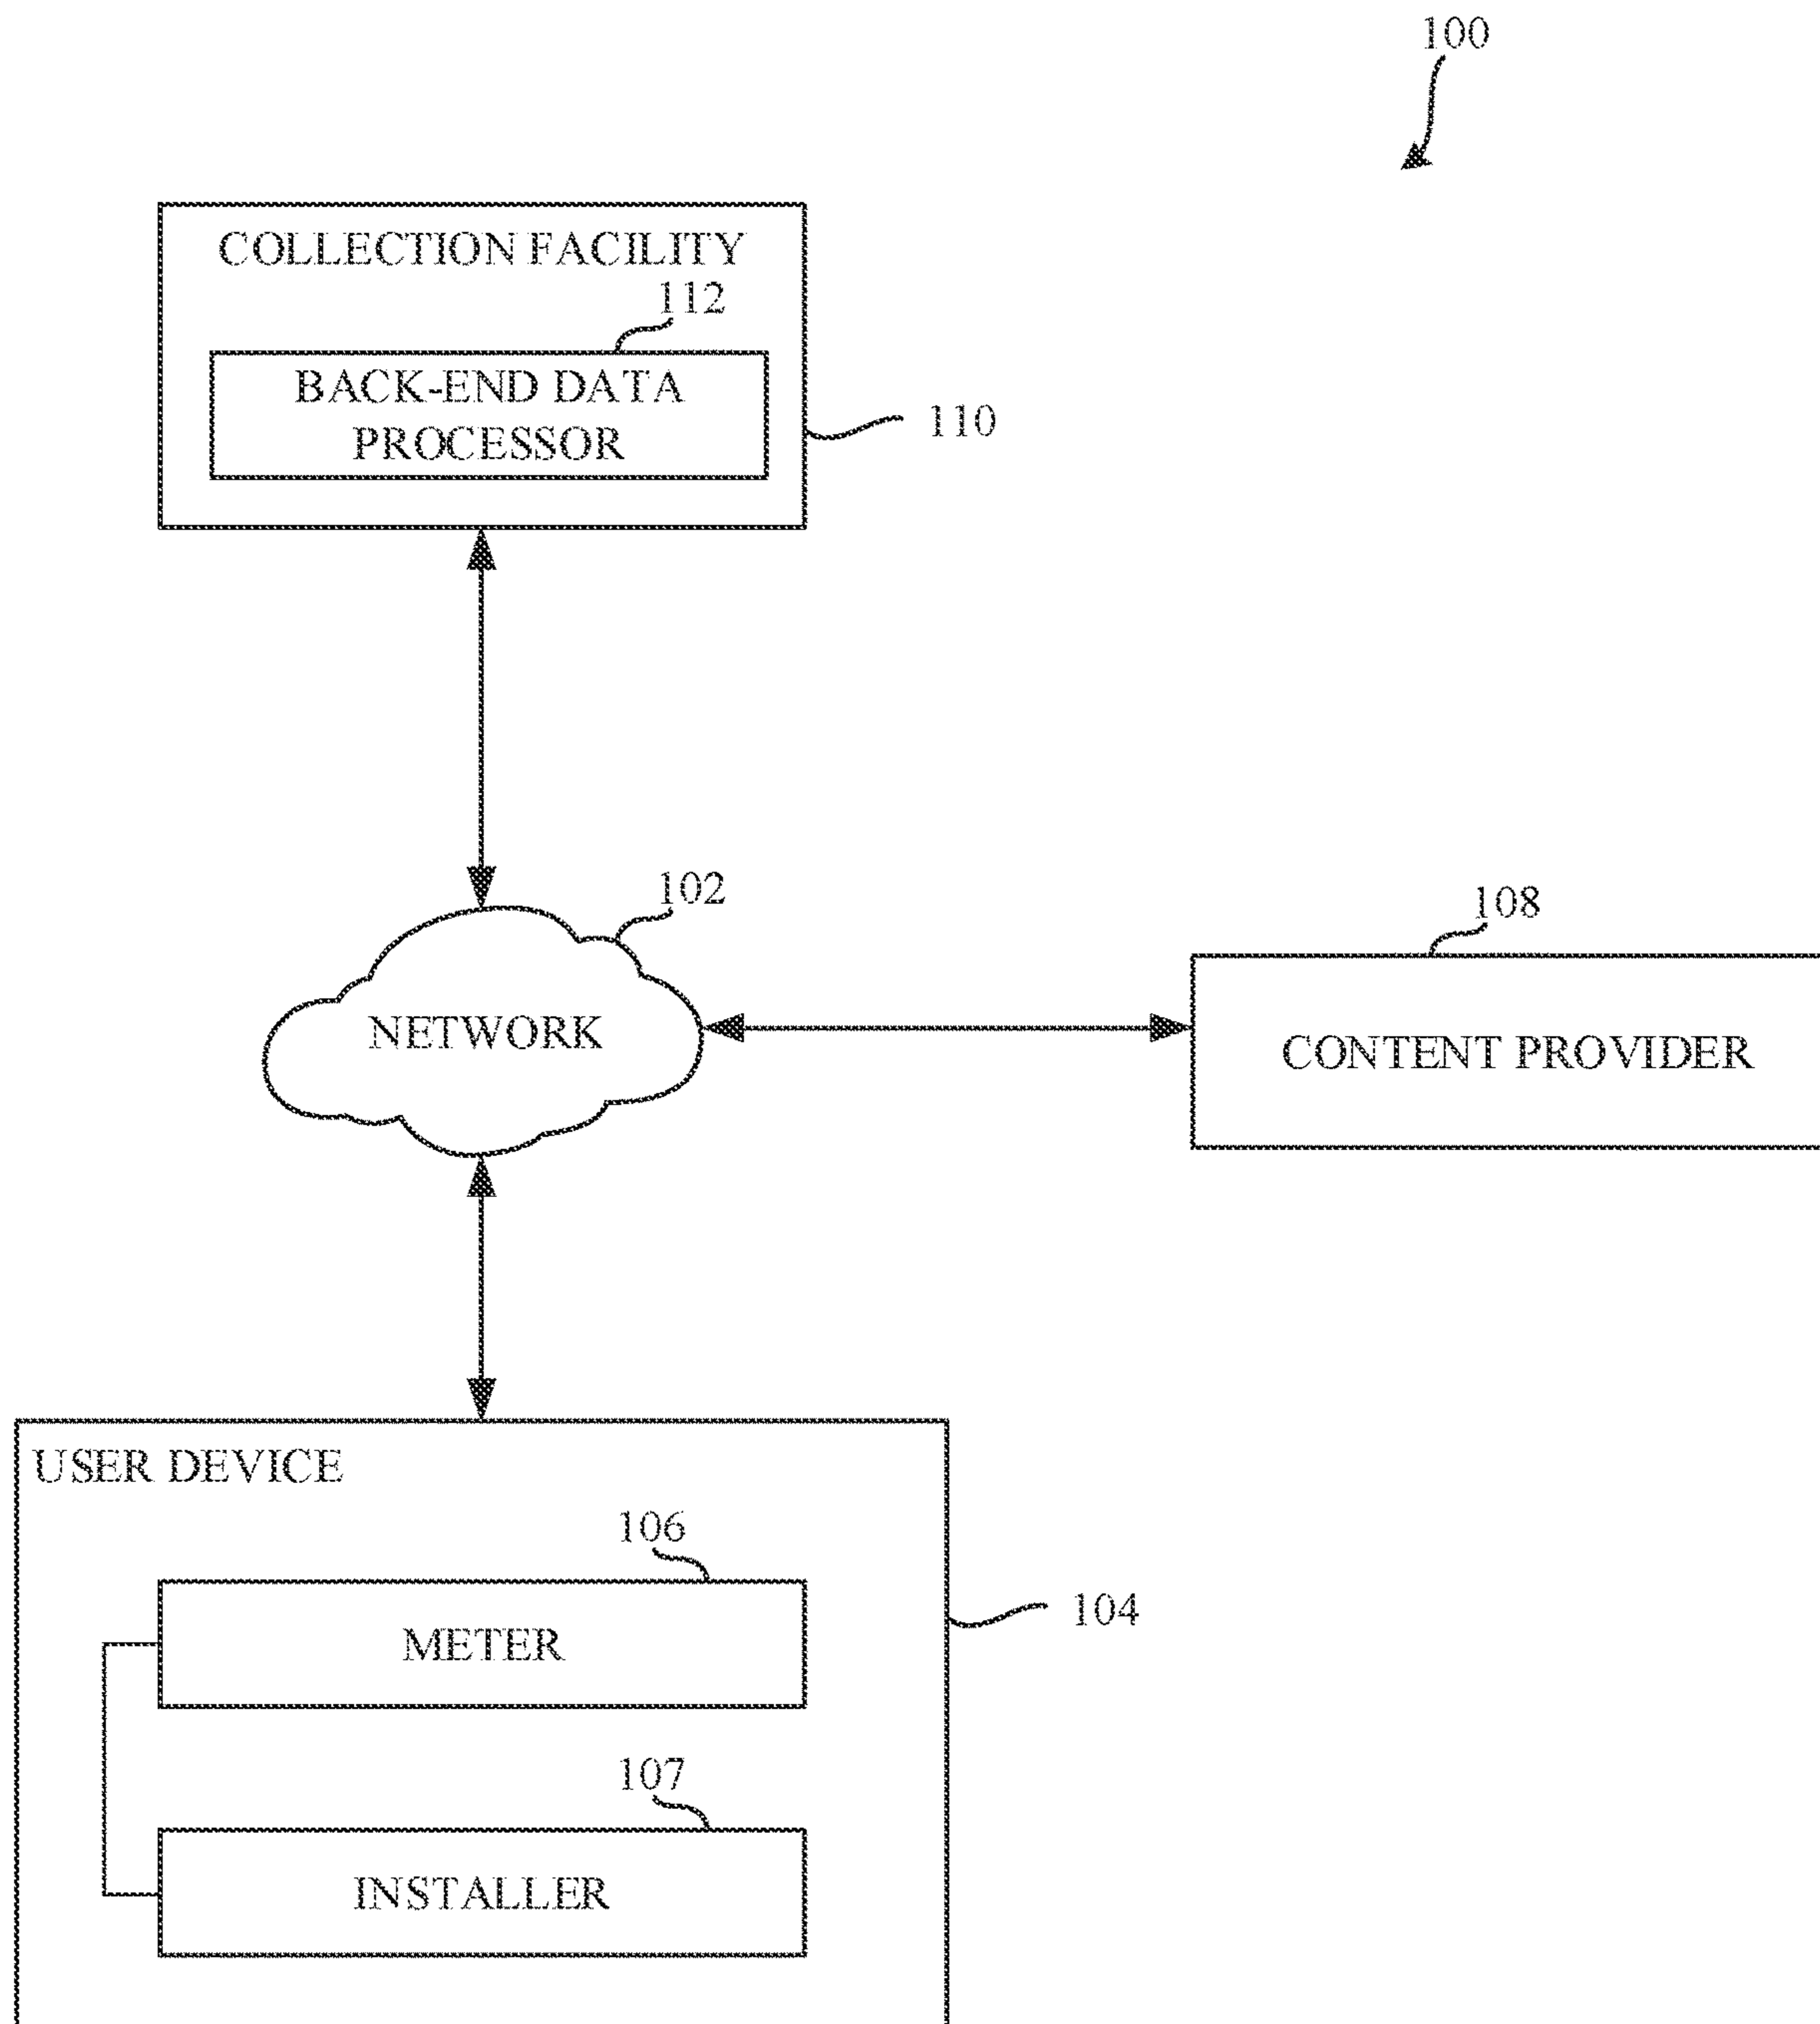 100
COLLECTION FACILITY
112
BACK-END DATA
PROCESSOR
110
102
NETWORK
108
CONTENT PROVIDER
USER DEVICE
106
METER
104
107
INSTALLER